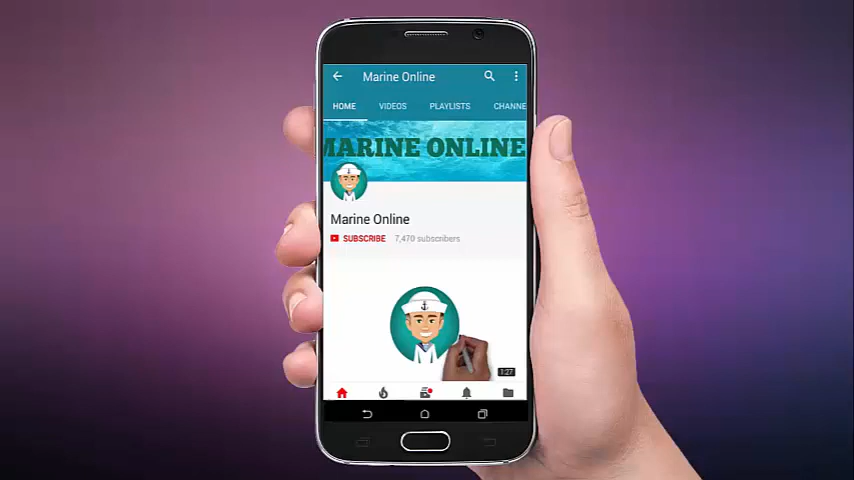 Marine Online
HOME VIDEOS PLAYLISTS CHANNE
MARINE ONLINE
Marine Online
SUBSCRIBE 7,470 subscribers
1:27